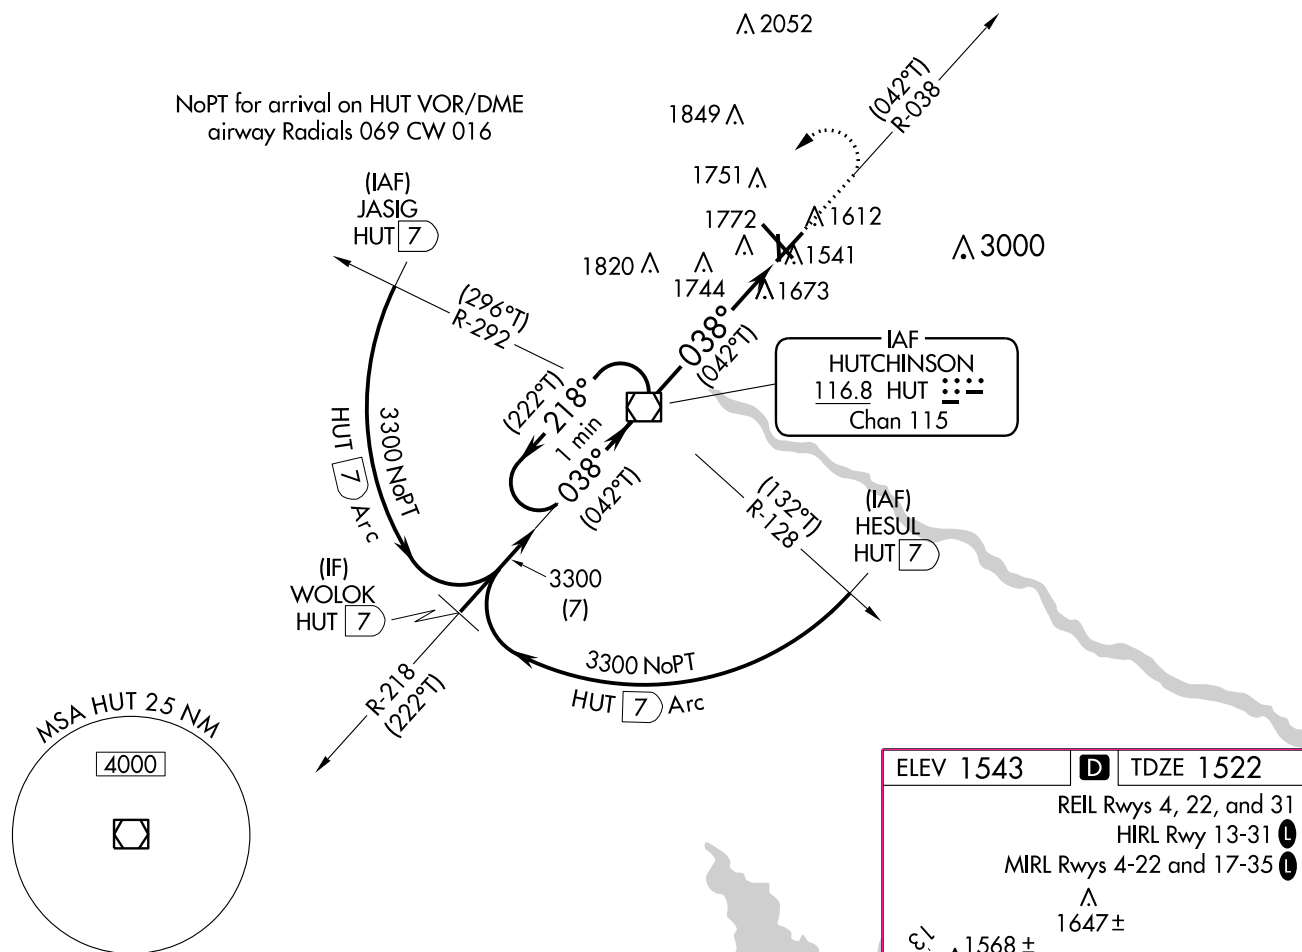 2052
NoPT for arrival on HUT VOR/DME
airway Radials 069 CW 016
(042°T)
R-038
1849
1751
(IAF)
JASIG
HUT 7
1772
1612
3000
1541
1820
1744
1673
(296°T)
R-292
038°
(042°T)
IAF
HUTCHINSON
116.8 HUT
Chan 115
(222°T)
218°
1 min
038°
(042°T)
3300 NoPT
HUT 7 Arc
(132°T)
R-128
(IAF)
HESUL
HUT 7
(IF)
WOLOK
HUT 7
3300
(7)
3300 NoPT
HUT 7 Arc
R-218
(222°T)
MSA HUT 25 NM
4000
ELEV 1543 D TDZE 1522
REIL Rwys 4, 22, and 31
HIRL Rwy 13-31 L
MIRL Rwys 4-22 and 17-35 L
1647 ±
13
1568 ±